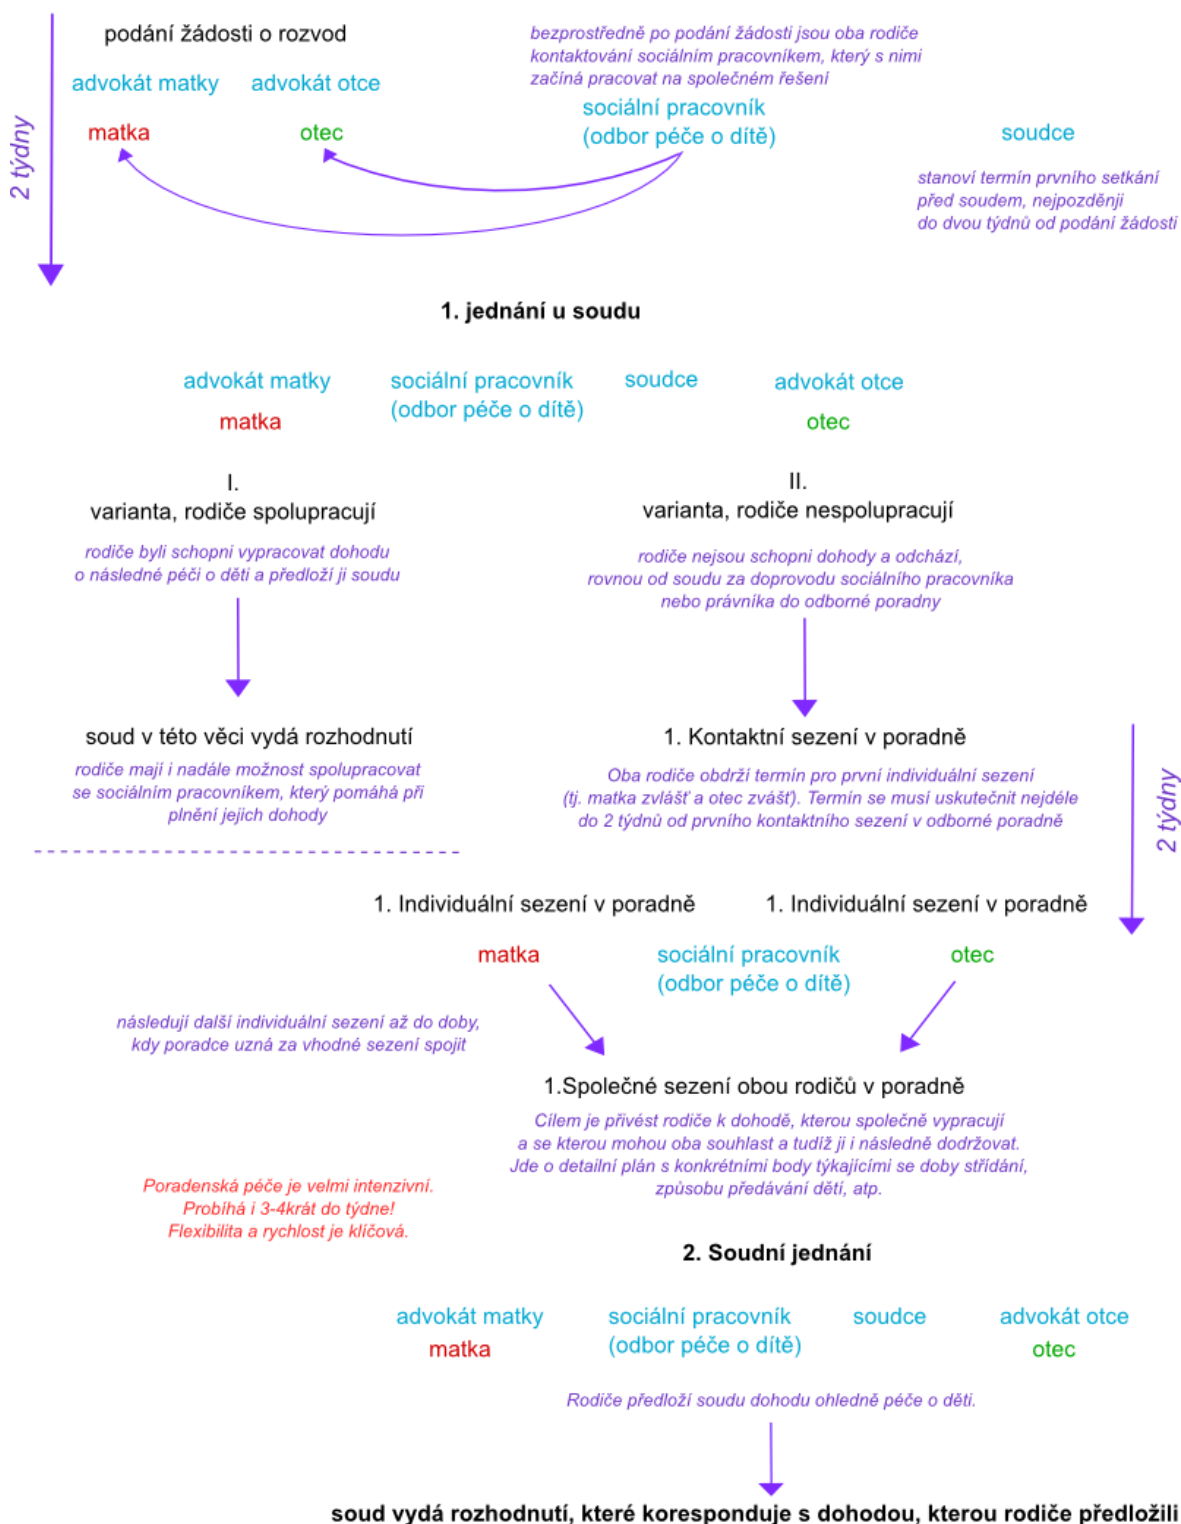 podání žádosti o rozvod
bezprostředně po podání žádosti jsou oba rodiče
kontaktování sociálním pracovníkem, který s nimi
začíná pracovat na společném řešení
advokát matky
advokát otce
sociální pracovník
(odbor péče o dítě)
matka
otec
soudce
2 týdny
stanoví termín prvního setkání
před soudem, nejpozděnji
do dvou týdnů od podání žádosti
1. jednání u soudu
advokát matky
sociální pracovník
(odbor péče o dítě)
soudce
advokát otce
matka
otec
I.
varianta, rodiče spolupracují
rodiče byli schopni vypracovat dohodu
o následné péči o děti a předloží ji soudu
II.
varianta, rodiče nespolupracují
rodiče nejsou schopni dohody a odchází,
rovnou od soudu za doprovodu sociálního pracovníka
nebo právníka do odborné poradny
soud v této věci vydá rozhodnutí
rodiče mají i nadále možnost spolupracovat
se sociálním pracovníkem, který pomáhá při
plnění jejich dohody
1. Kontaktní sezení v poradně
Oba rodiče obdrží termín pro první individuální sezení
(tj. matka zvlášť a otec zvášť). Termín se musí uskutečnit nejdéle
do 2 týdnů od prvního kontaktního sezení v odborné poradně
2 týdny
1. Individuální sezení v poradně
1. Individuální sezení v poradně
matka
sociální pracovník
(odbor péče o dítě)
otec
následují další individuální sezení až do doby,
kdy poradce uzná za vhodné sezení spojit
1.Společné sezení obou rodičů v poradně
Cílem je přivést rodiče k dohodě, kterou společně vypracují
a se kterou mohou oba souhlast a tudíž ji i následně dodržovat.
Jde o detailní plán s konkrétními body týkajícími se doby střídání,
způsobu předávání dětí, atp.
Poradenská péče je velmi intenzivní.
Probíhá i 3-4krát do týdne!
Flexibilita a rychlost je klíčová.
2. Soudní jednání
advokát matky
sociální pracovník
(odbor péče o dítě)
soudce
advokát otce
matka
otec
Rodiče předloží soudu dohodu ohledně péče o děti.
soud vydá rozhodnutí, které koresponduje s dohodou, kterou rodiče předložili